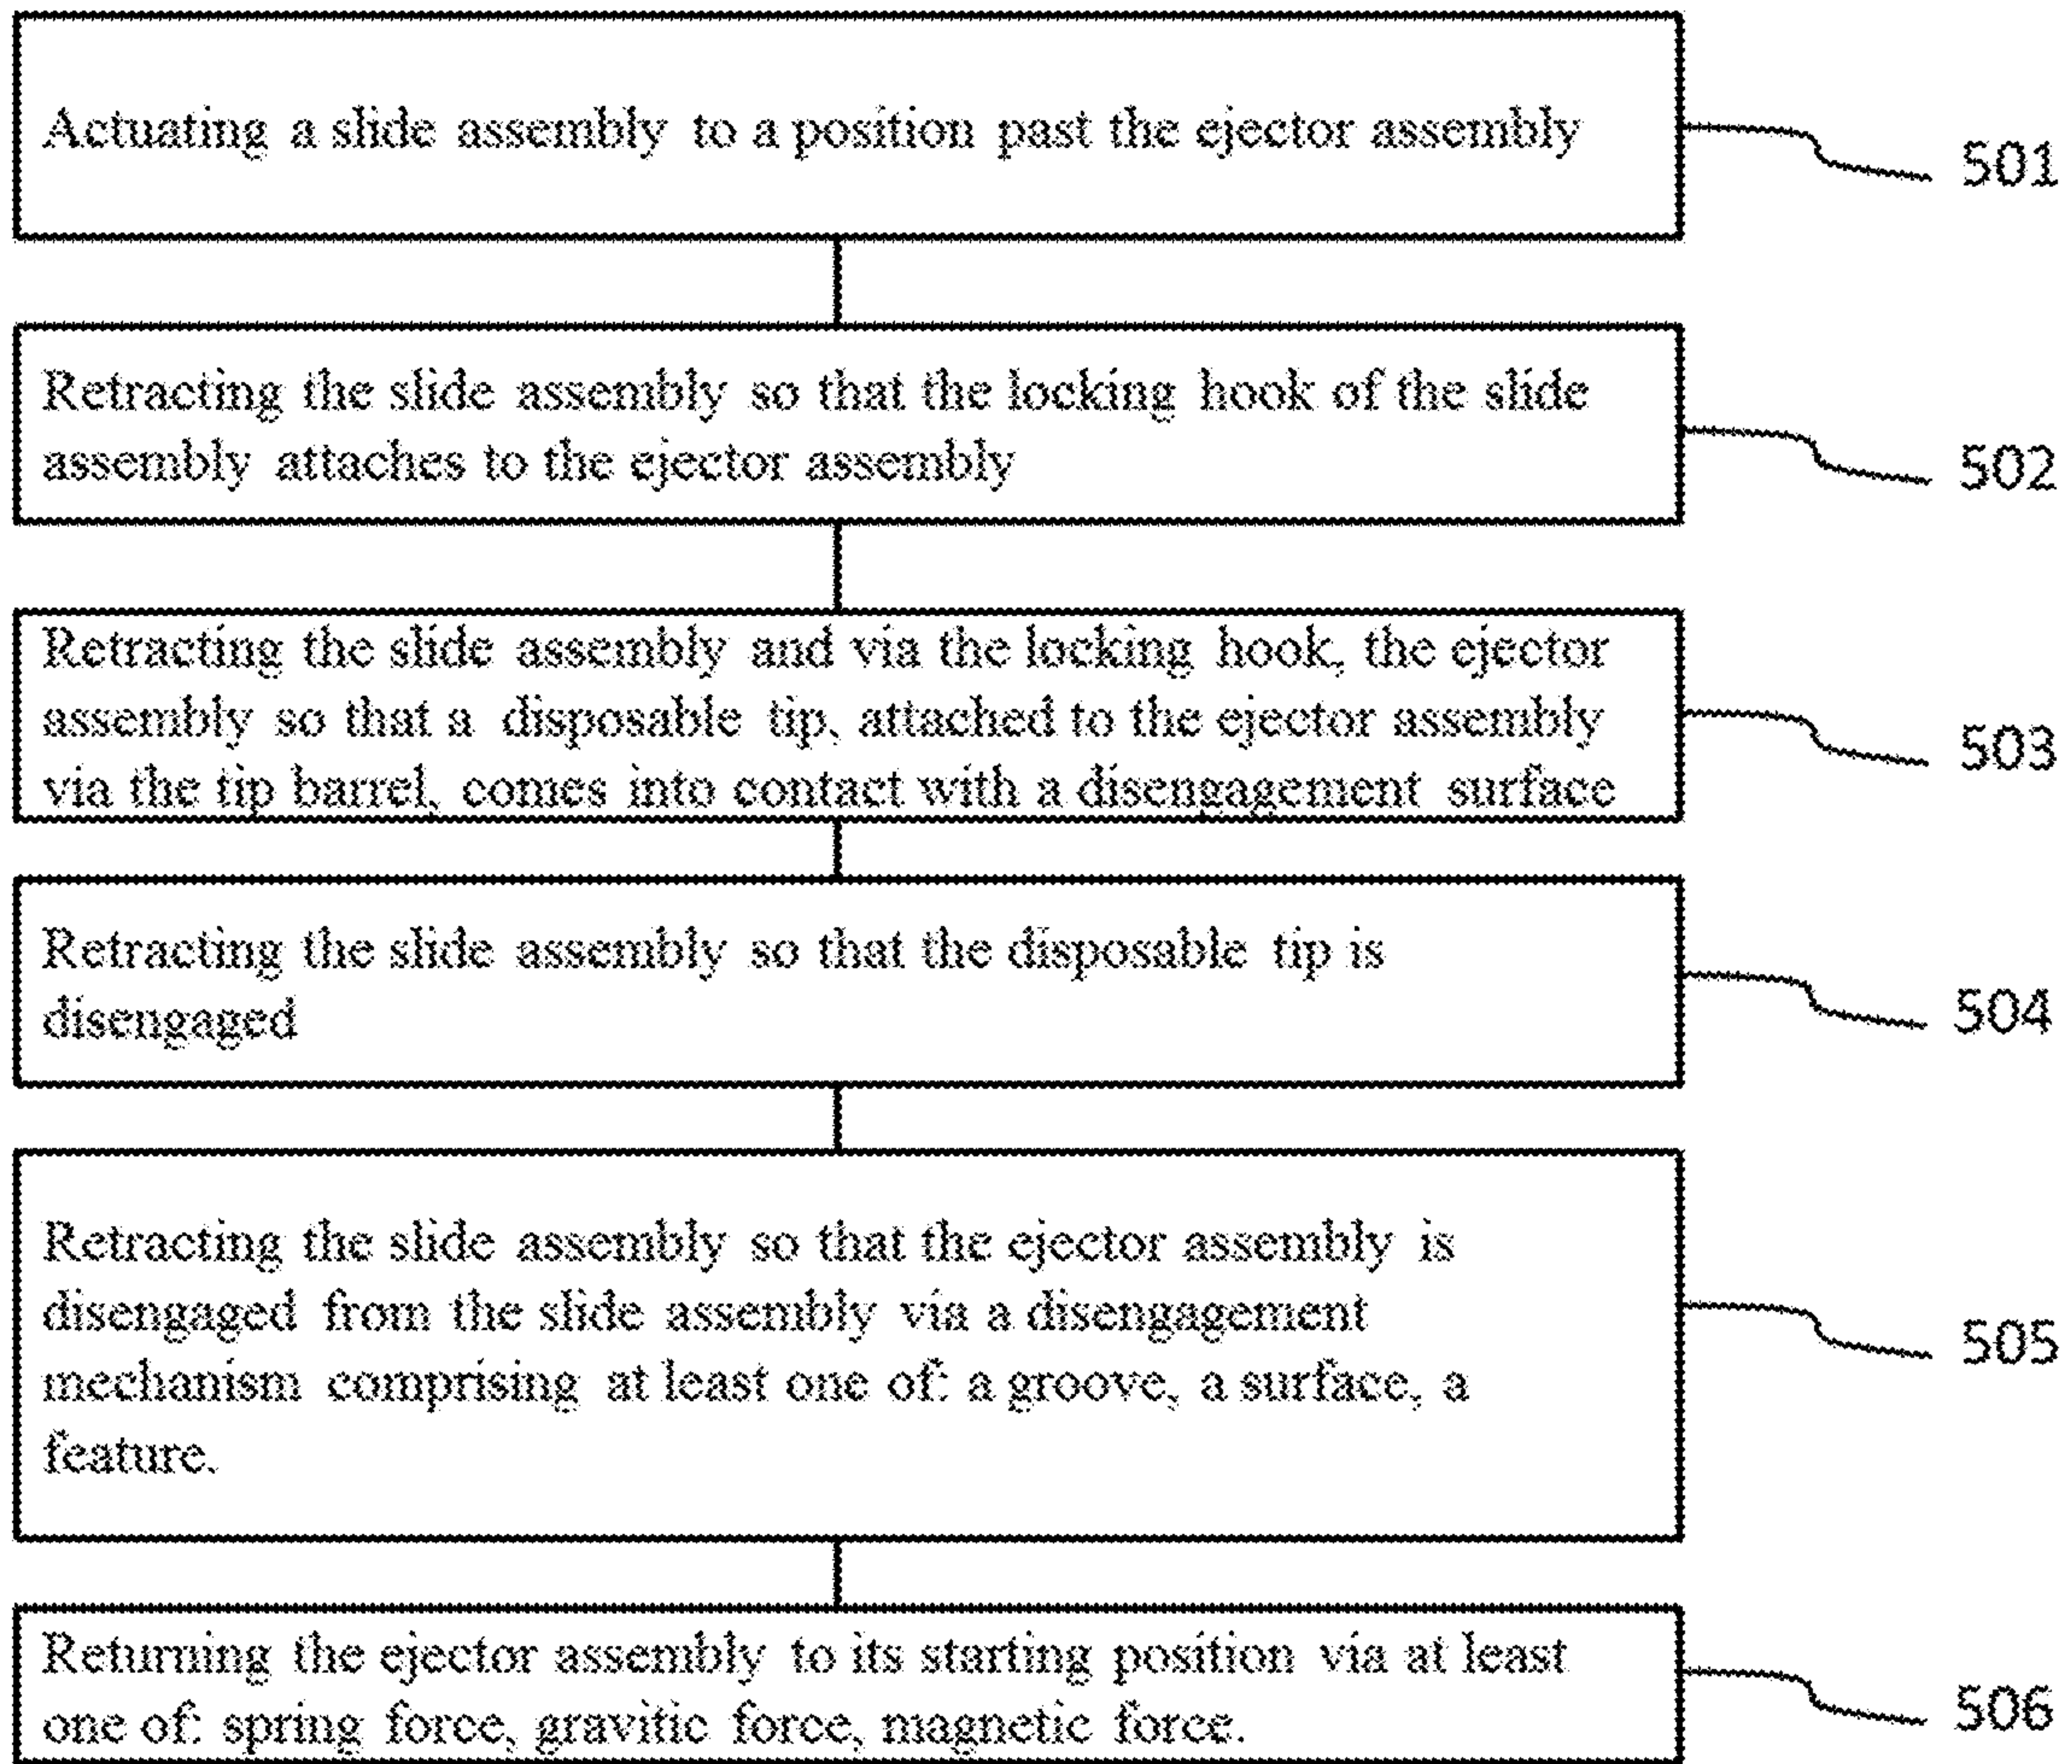 Actuating a slide assembly to a position past the ejector assembly
501
Retracting the slide assembly so that the locking hook of the slide
assembly attaches to the ejector assembly
502
Retracting the slide assembly and via the locking hook, the ejector
assembly so that a disposable tip, attached to the ejector assembly
via the tip barrel, comes into contact with a disengagement surface
503
Retracting the slide assembly so that the disposable tip is
disengaged
504
Retracting the slide assembly so that the ejector assembly is
disengaged from the slide assembly via a disengagement
mechanism comprising at least one of: a groove, a surface, a
feature.
505
Returning the ejector assembly to its starting position via at least
one of: spring force, gravitic force, magnetic force.
506